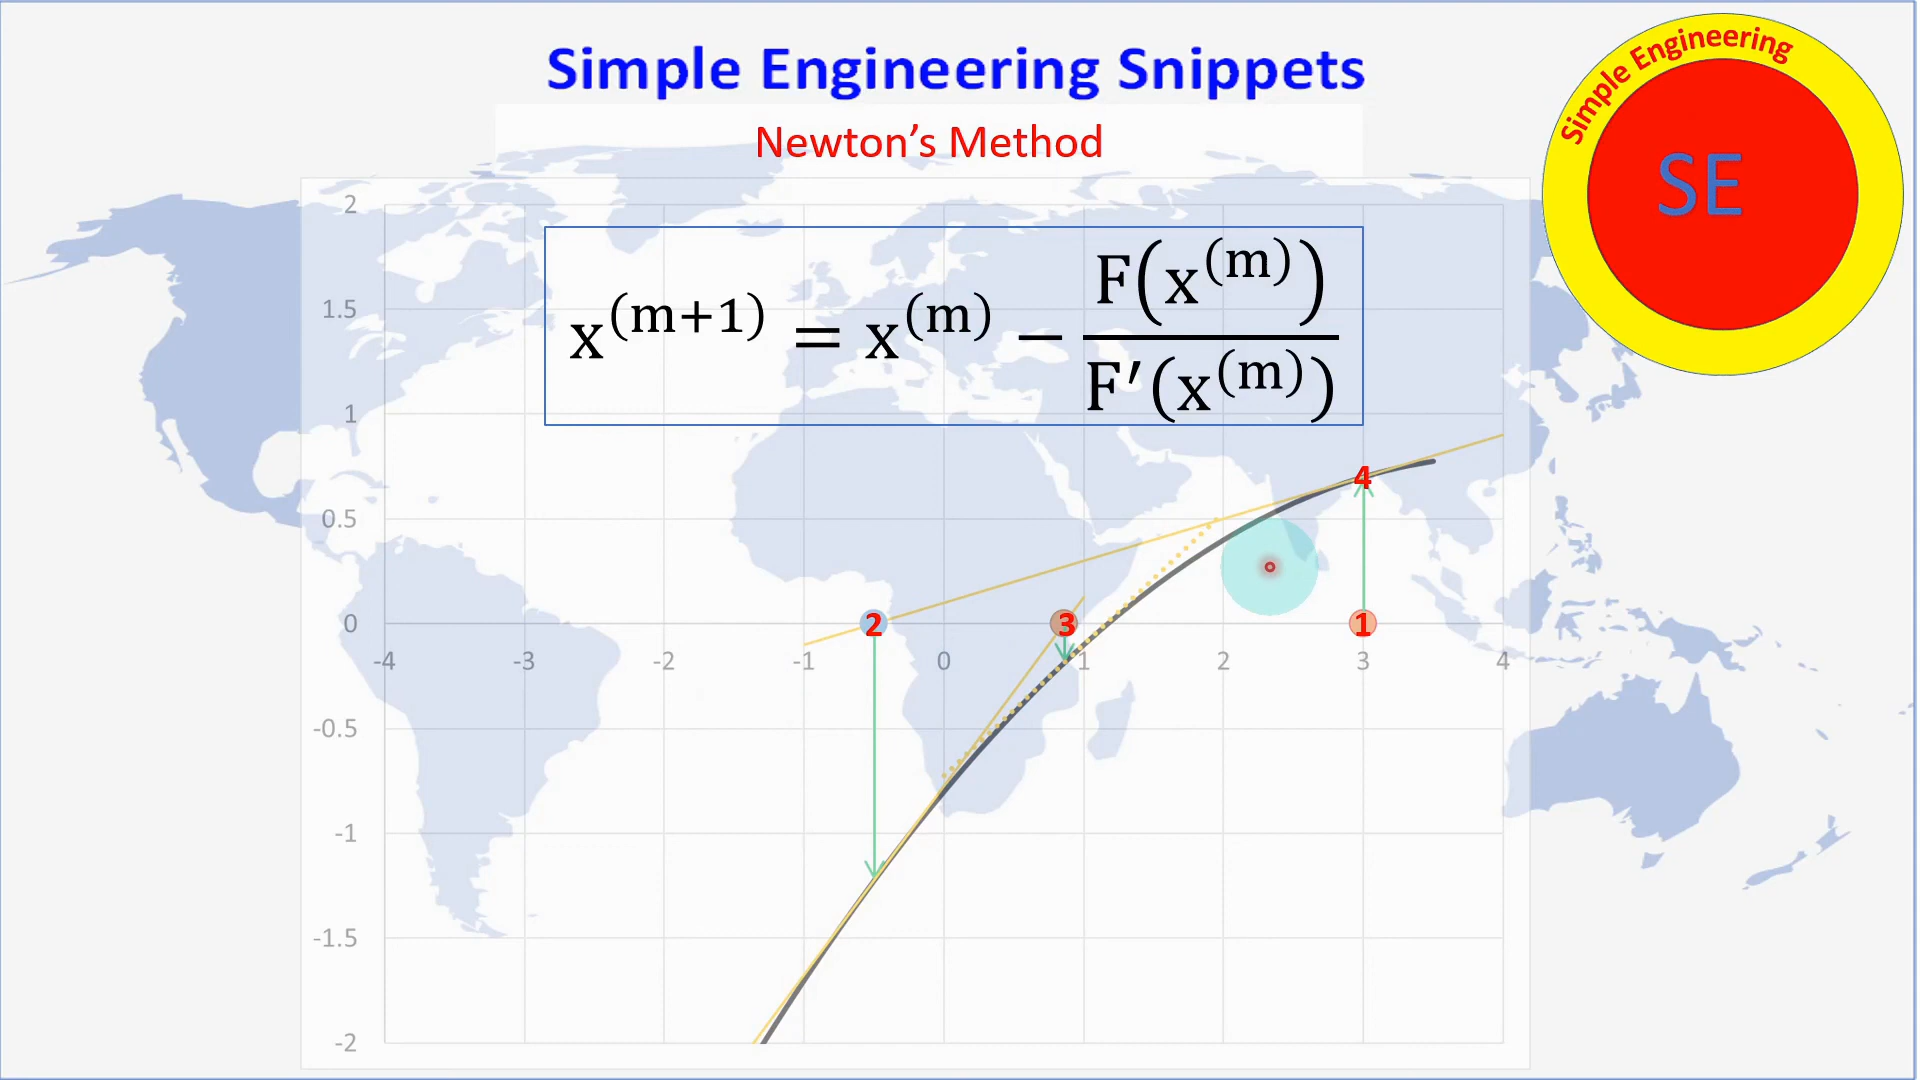 Simple Engineering Snippets
Simple Engineering
SE
Newton’s Method
x^(m+1) = x^(m) − F(x^(m)) / F′(x^(m))
2
1.5
1
0.5
0
-0.5
-1
-1.5
-2
-4 -3 -2 -1 0 1 2 3 4
4
2 3 1